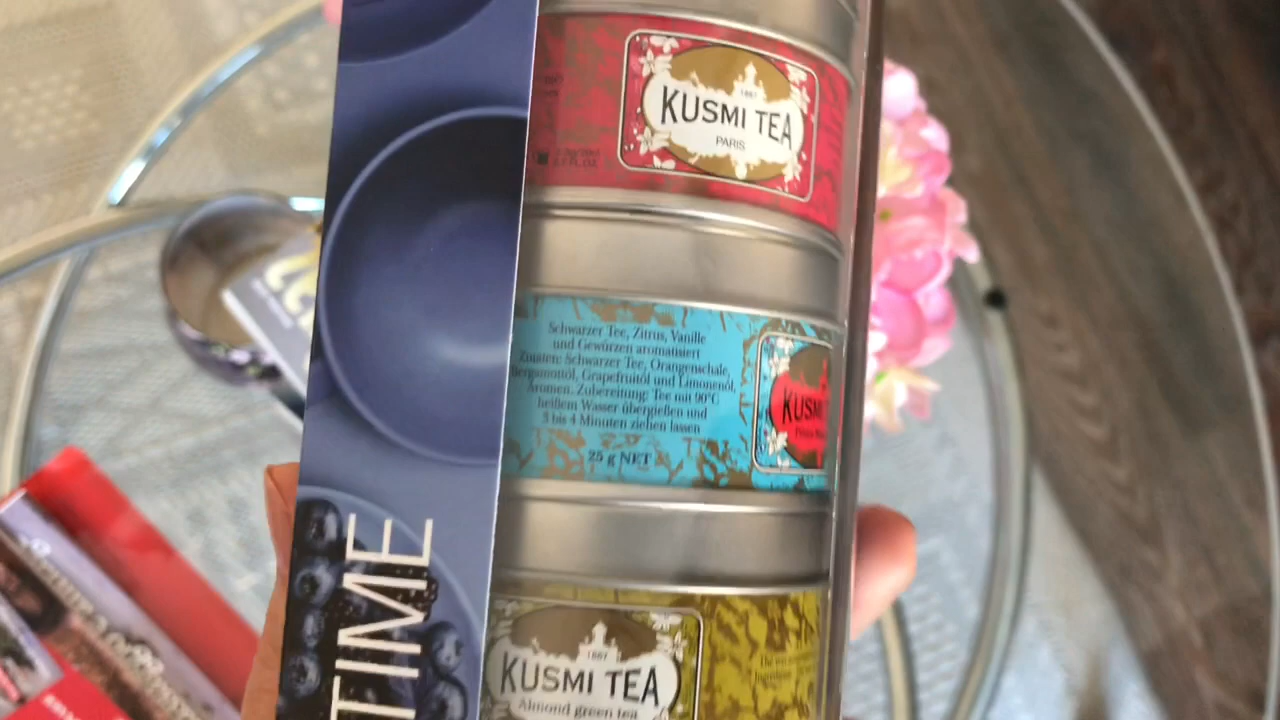 1867
KUSMI TEA
PARIS
Schwarzer Tee, Zitrus, Vanille
und Gewürzen aromatisiert
Zutaten: Schwarzer Tee, Orangenschale,
Bergamottöl, Grapefruitöl und Limonenöl,
Aromen. Zubereitung: Tee mit 90°C
heißem Wasser übergießen und
3 bis 4 Minuten ziehen lassen
25 g NET
KUSM
1867
KUSMI TEA
Almond green tea
TIME